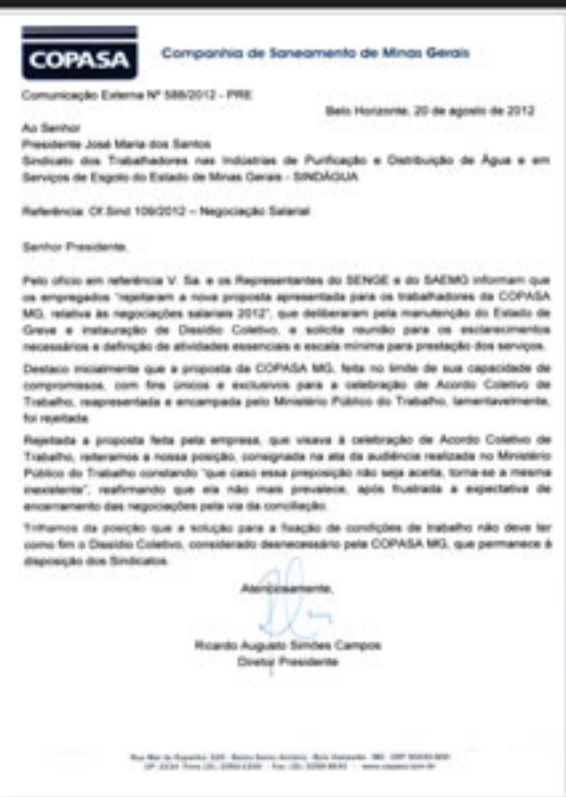 COPASA
Companhia de Saneamento de Minas Gerais
Comunicação Externa Nº 588/2012 - PRE
Belo Horizonte, 20 de agosto de 2012
Ao Senhor
Presidente José Maria dos Santos
Sindicato dos Trabalhadores nas Indústrias de Purificação e Distribuição de Água e em
Serviços de Esgoto do Estado de Minas Gerais - SINDÁGUA
Referência: Of.Sind 109/2012 – Negociação Salarial
Senhor Presidente,
Pelo ofício em referência V. Sa. e os Representantes do SENGE e do SAEMG informam que
os empregados "rejeitaram a nova proposta apresentada para os trabalhadores da COPASA
MG, relativa às negociações salariais 2012", que deliberaram pela manutenção do Estado de
Greve e instauração de Dissídio Coletivo, e solicita reunião para os esclarecimentos
necessários e definição de atividades essenciais e escala mínima para prestação dos serviços.
Destaco inicialmente que a proposta da COPASA MG, feita no limite de sua capacidade de
compromissos, com fins únicos e exclusivos para a celebração de Acordo Coletivo de
Trabalho, reapresentada e encampada pelo Ministério Público do Trabalho, lamentavelmente,
foi rejeitada.
Rejeitada a proposta feita pela empresa, que visava à celebração de Acordo Coletivo de
Trabalho, reiteramos a nossa posição, consignada na ata da audiência realizada no Ministério
Público do Trabalho constando "que caso essa preposição não seja aceita, torna-se a mesma
inexistente", reafirmando que ela não mais prevalece, após frustrada a expectativa de
encerramento das negociações pela via da conciliação.
Trilhamos da posição que a solução para a fixação de condições de trabalho não deve ter
como fim o Dissídio Coletivo, considerado desnecessário pela COPASA MG, que permanece à
disposição dos Sindicatos.
Atenciosamente,
Ricardo Augusto Simões Campos
Diretor Presidente